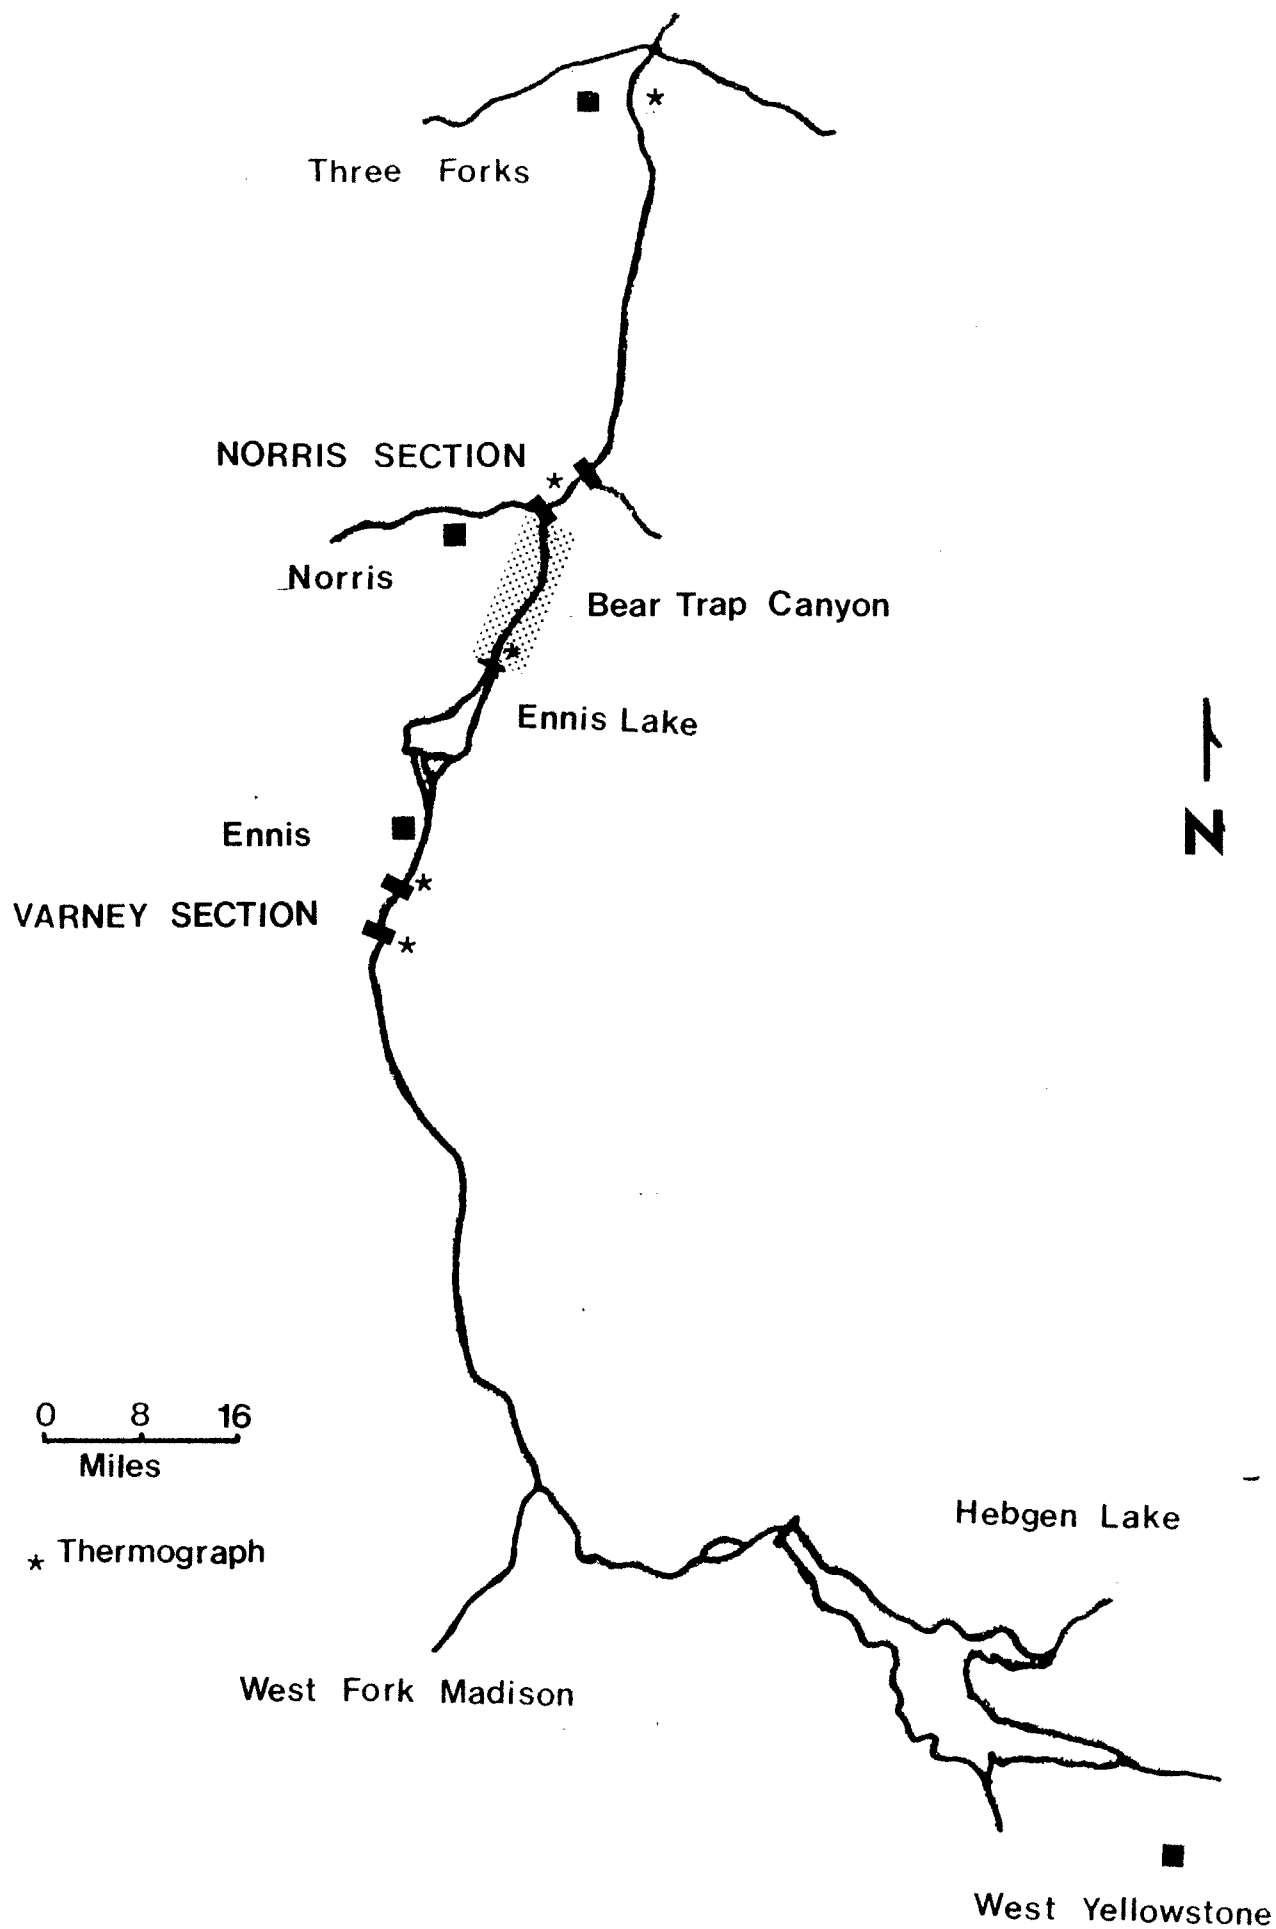 Three Forks
NORRIS SECTION
Norris
Bear Trap Canyon
Ennis Lake
Ennis
N
VARNEY SECTION
0 8 16
Miles
Hebgen Lake
* Thermograph
West Fork Madison
West Yellowstone